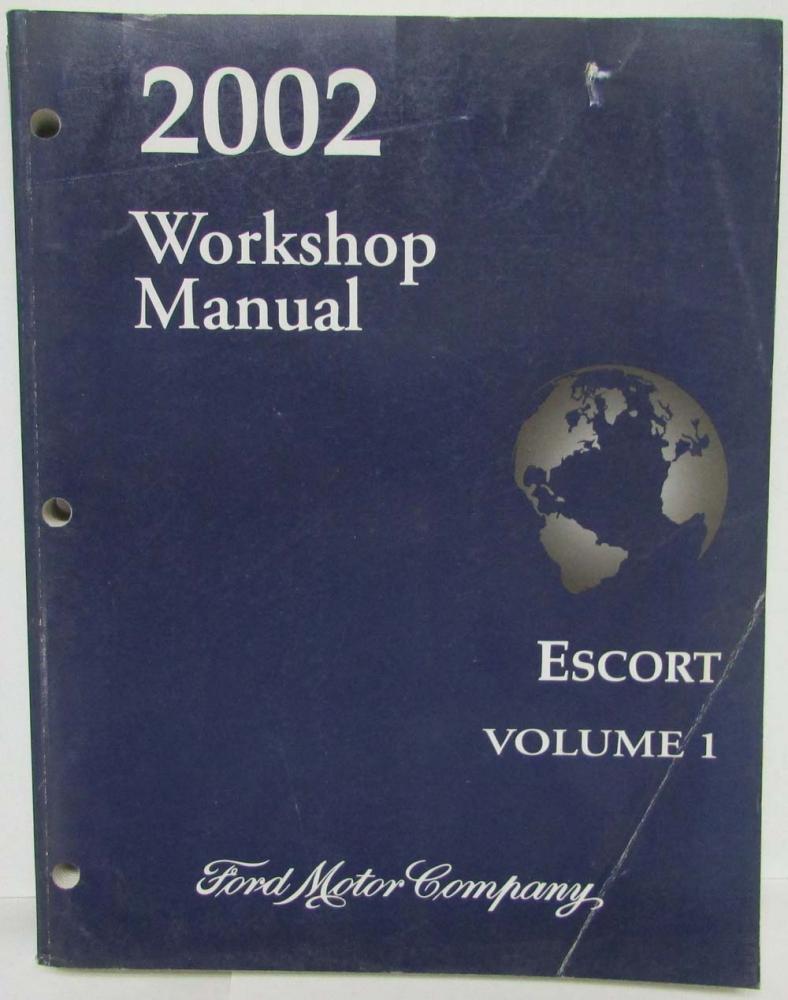 2002
Workshop
Manual
ESCORT
VOLUME 1
Ford Motor Company